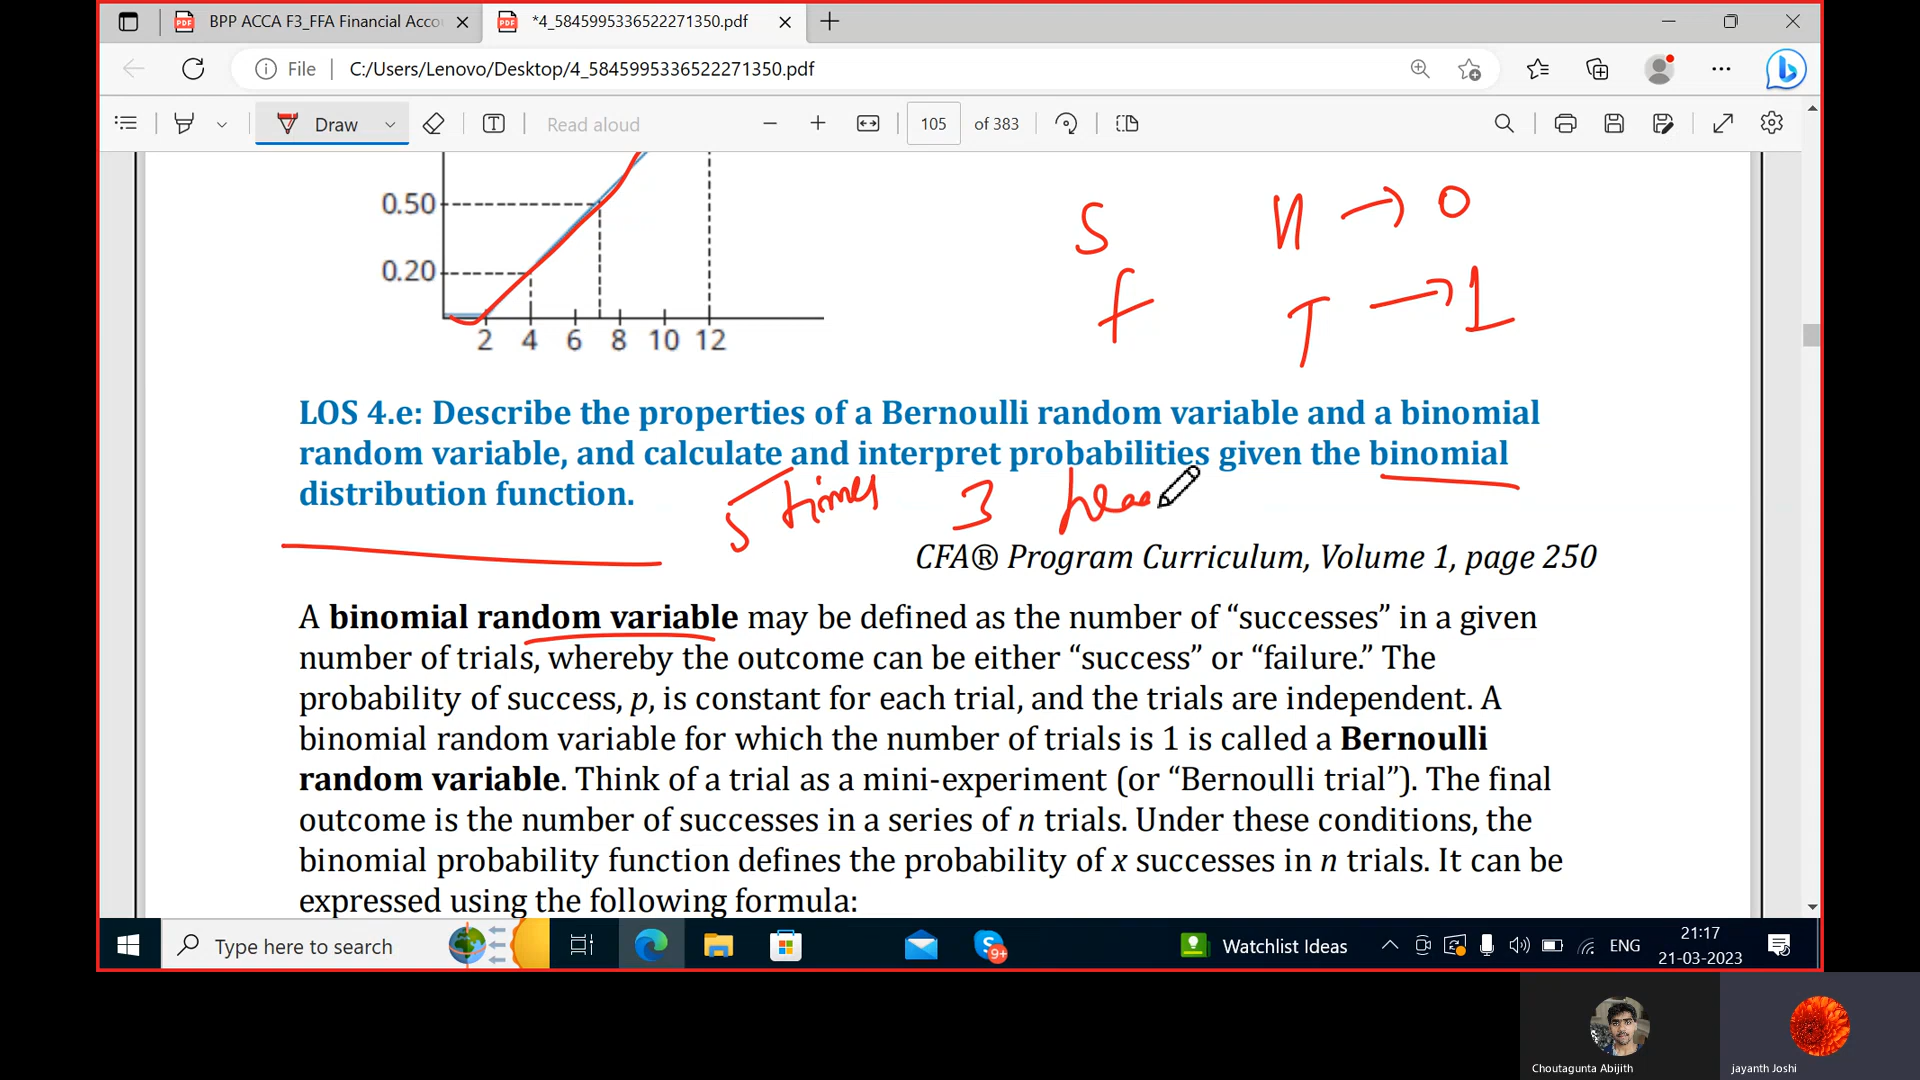 BPP ACCA F3_FFA Financial Acco
*4_5845995336522271350.pdf
File
C:/Users/Lenovo/Desktop/4_5845995336522271350.pdf
Draw
Read aloud
105 of 383
0.50
0.20
2 4 6 8 10 12
S
H → 0
f
T → 1
LOS 4.e: Describe the properties of a Bernoulli random variable and a binomial
random variable, and calculate and interpret probabilities given the binomial
distribution function.
5 times 3 hea
CFA® Program Curriculum, Volume 1, page 250
A binomial random variable may be defined as the number of “successes” in a given
number of trials, whereby the outcome can be either “success” or “failure.” The
probability of success, p, is constant for each trial, and the trials are independent. A
binomial random variable for which the number of trials is 1 is called a Bernoulli
random variable. Think of a trial as a mini-experiment (or “Bernoulli trial”). The final
outcome is the number of successes in a series of n trials. Under these conditions, the
binomial probability function defines the probability of x successes in n trials. It can be
expressed using the following formula:
Type here to search
9+
Watchlist Ideas
ENG
21:17
21-03-2023
Choutagunta Abijith
jayanth Joshi